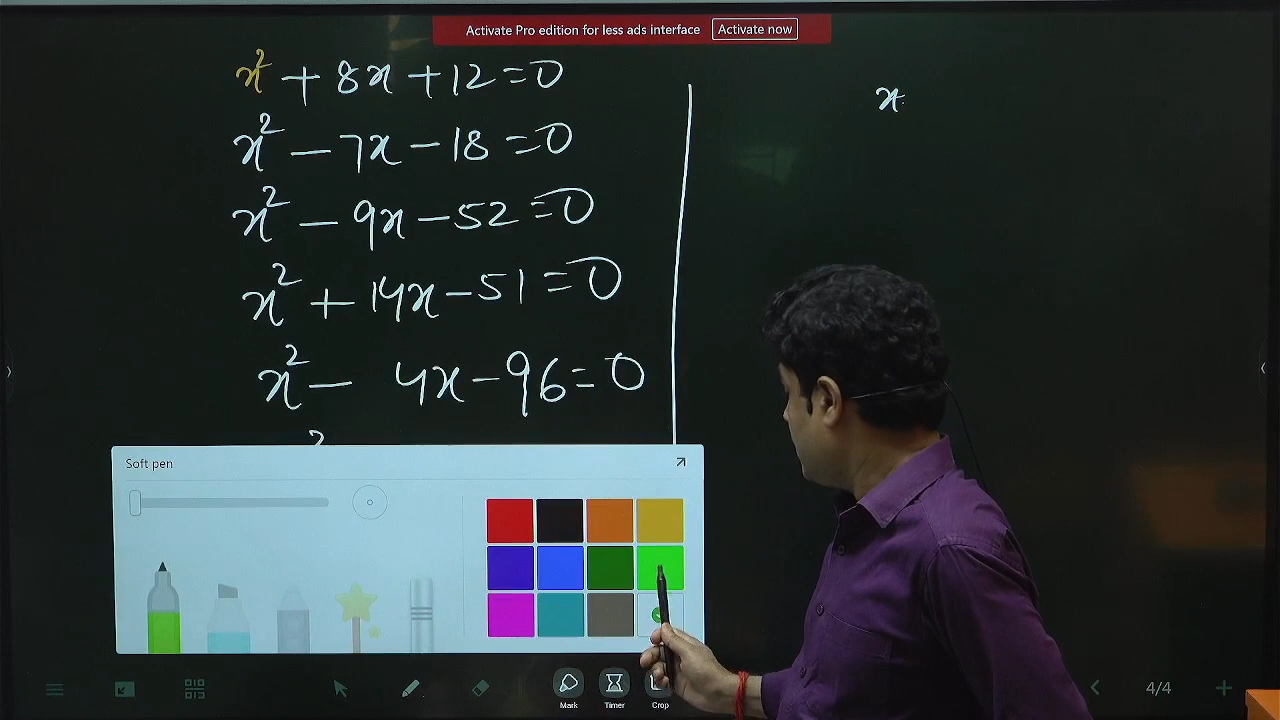 Activate Pro edition for less ads interface Activate now
x² + 8x + 12 = 0
x
x² - 7x - 18 = 0
x² - 9x - 52 = 0
x² + 14x - 51 = 0
x² - 4x - 96 = 0
2
Soft pen
Mark Timer Crop
4/4